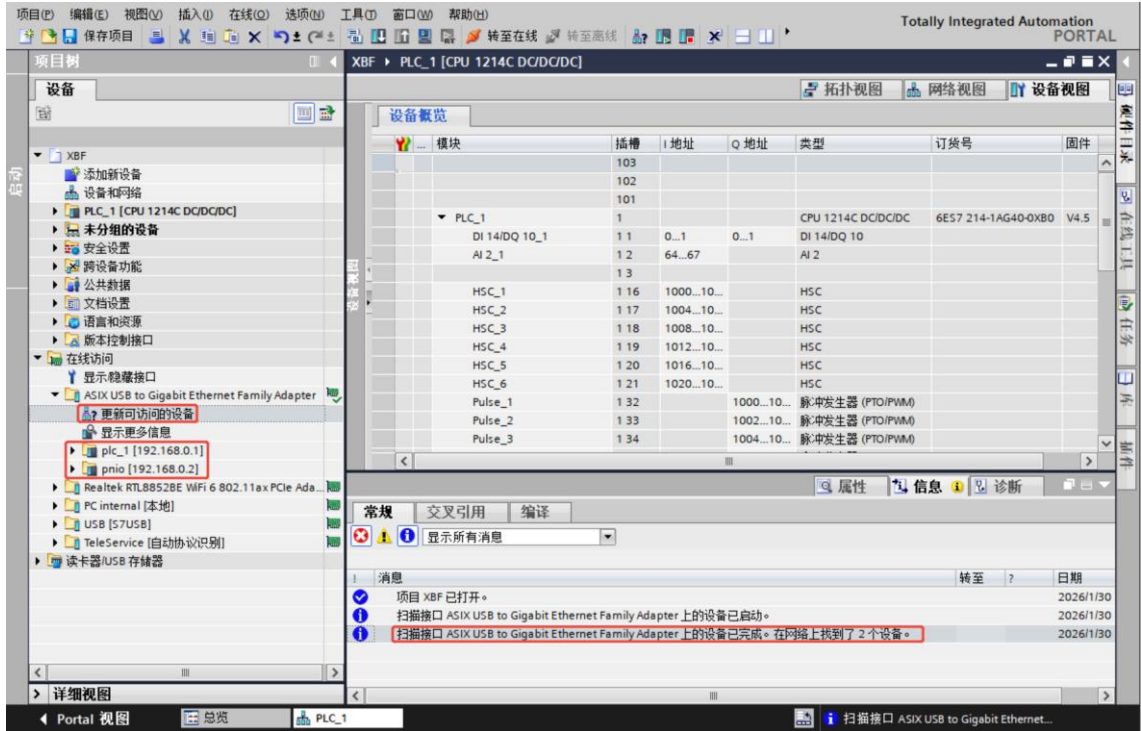 项目(P) 编辑(E) 视图(V) 插入(I) 在线(O) 选项(N) 工具(T) 窗口(W) 帮助(H)
Totally Integrated Automation
PORTAL
保存项目 转至在线 转至离线
项目树
XBF ▸ PLC_1 [CPU 1214C DC/DC/DC]
设备
拓扑视图 网络视图 设备视图
设备概览
模块 插槽 I 地址 Q 地址 类型 订货号 固件
103
102
101
PLC_1 1 CPU 1214C DC/DC/DC 6ES7 214-1AG40-0XB0 V4.5
DI 14/DQ 10_1 1 1 0...1 0...1 DI 14/DQ 10
AI 2_1 1 2 64...67 AI 2
1 3
HSC_1 1 16 1000...10... HSC
HSC_2 1 17 1004...10... HSC
HSC_3 1 18 1008...10... HSC
HSC_4 1 19 1012...10... HSC
HSC_5 1 20 1016...10... HSC
HSC_6 1 21 1020...10... HSC
Pulse_1 1 32 1000...10... 脉冲发生器 (PTO/PWM)
Pulse_2 1 33 1002...10... 脉冲发生器 (PTO/PWM)
Pulse_3 1 34 1004...10... 脉冲发生器 (PTO/PWM)
XBF
添加新设备
设备和网络
PLC_1 [CPU 1214C DC/DC/DC]
未分组的设备
安全设置
跨设备功能
公共数据
文档设置
语言和资源
版本控制接口
在线访问
显示/隐藏接口
ASIX USB to Gigabit Ethernet Family Adapter
更新可访问的设备
显示更多信息
plc_1 [192.168.0.1]
pnio [192.168.0.2]
Realtek RTL8852BE WiFi 6 802.11ax PCIe Ada...
PC internal [本地]
USB [S7USB]
TeleService [自动协议识别]
读卡器/USB 存储器
启动
设备视图
硬件目录
在线工具
任务
库
插件
属性 信息 诊断
常规 交叉引用 编译
显示所有消息
! 消息 转至 ? 日期
项目 XBF 已打开。 2026/1/30
扫描接口 ASIX USB to Gigabit Ethernet Family Adapter 上的设备已启动。 2026/1/30
扫描接口 ASIX USB to Gigabit Ethernet Family Adapter 上的设备已完成。在网络上找到了 2 个设备。 2026/1/30
详细视图
Portal 视图 总览 PLC_1 扫描接口 ASIX USB to Gigabit Ethernet...